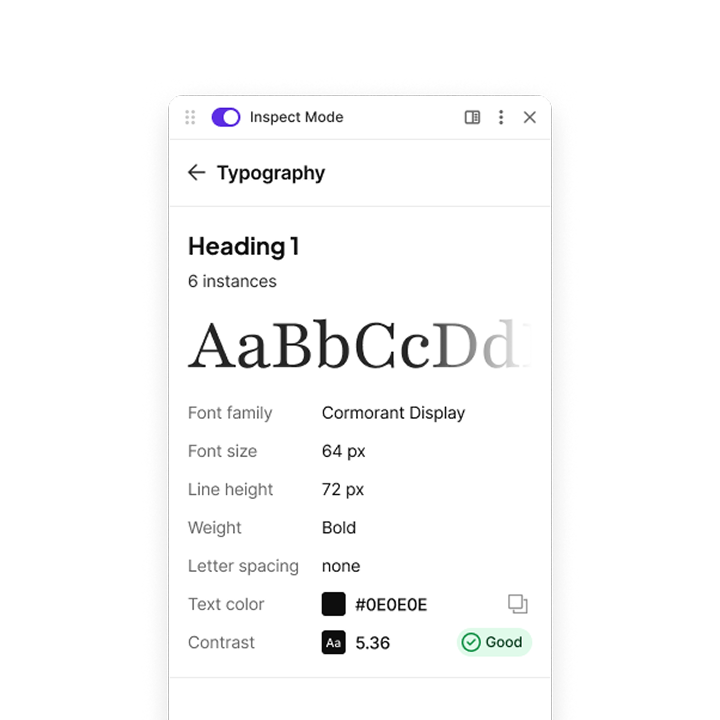 Inspect Mode
Typography
Heading 1
6 instances
AaBbCcDd
Font family Cormorant Display
Font size 64 px
Line height 72 px
Weight Bold
Letter spacing none
Text color #0E0E0E
Contrast Aa 5.36 Good